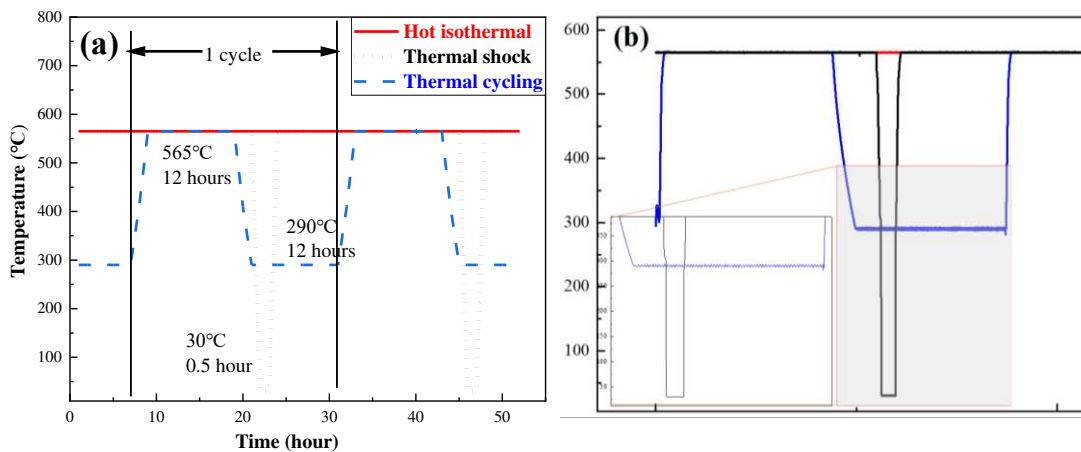 (a)
1 cycle
Hot isothermal
Thermal shock
Thermal cycling
565℃
12 hours
290℃
12 hours
30℃
0.5 hour
800
700
600
500
400
300
200
100
Temperature (℃)
0
10
20
30
40
50
Time (hour)
(b)
600
500
400
300
200
100